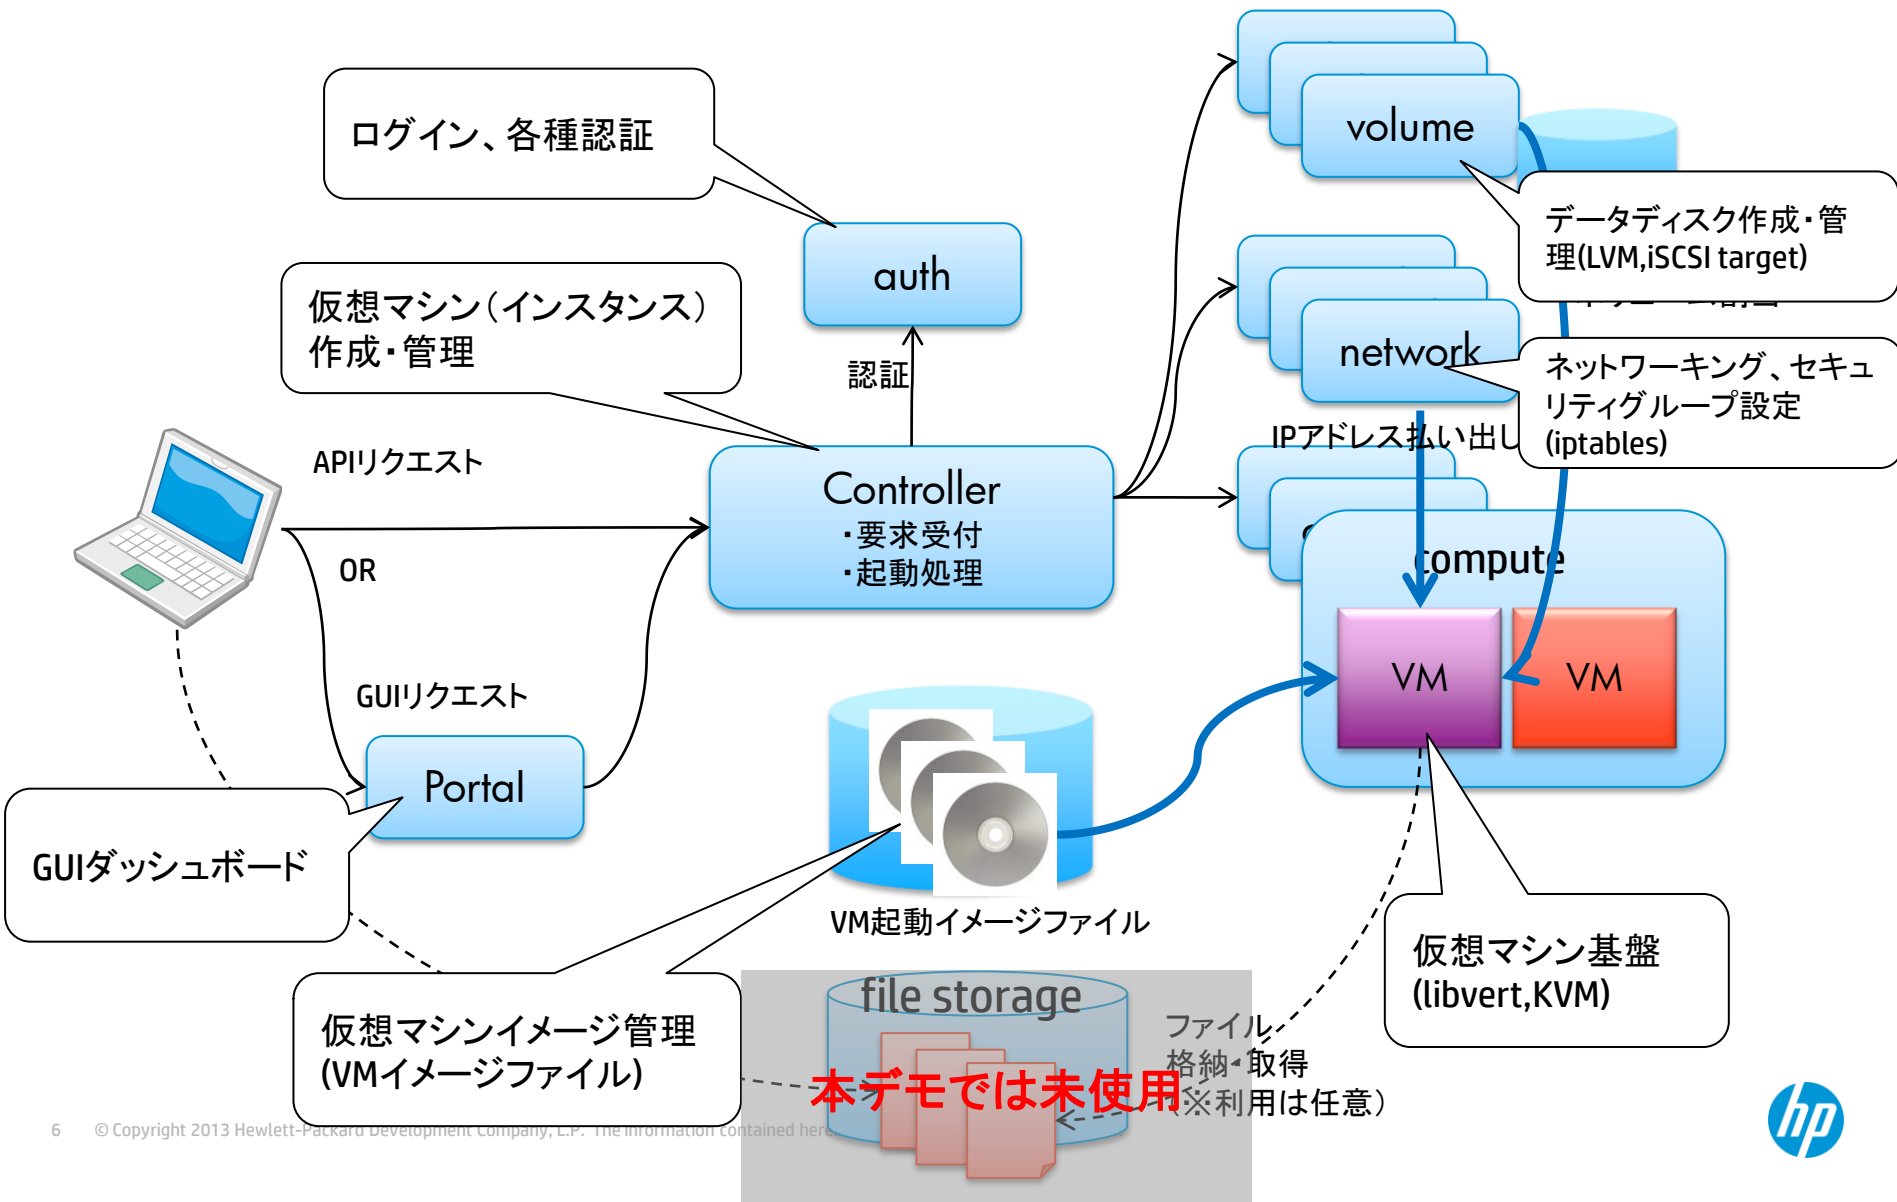 ログイン、各種認証
volume
データディスク作成・管
理(LVM,iSCSI target)
auth
仮想マシン（インスタンス）
作成・管理
認証
network
ネットワーキング、セキュ
リティグループ設定
(iptables)
IPアドレス払い出し
APIリクエスト
OR
Controller
・要求受付
・起動処理
compute
VM
VM
GUIリクエスト
Portal
GUIダッシュボード
VM起動イメージファイル
仮想マシン基盤
(libvert,KVM)
file storage
仮想マシンイメージ管理
(VMイメージファイル)
ファイル
格納・取得
（※利用は任意）
本デモでは未使用
6 © Copyright 2013 Hewlett-Packard Development Company, L.P. The information contained
hp